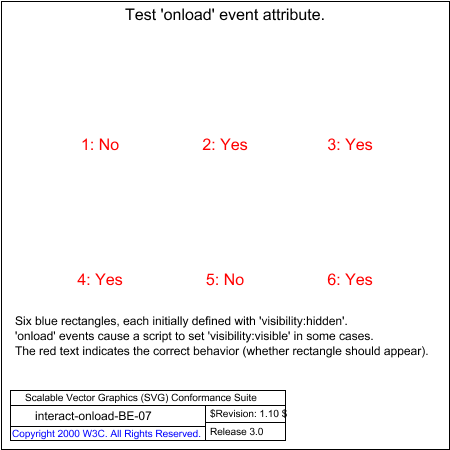 Test 'onload' event attribute.
1: No 2: Yes 3: Yes
4: Yes 5: No 6: Yes
Six blue rectangles, each initially defined with 'visibility:hidden'.
'onload' events cause a script to set 'visibility:visible' in some cases.
The red text indicates the correct behavior (whether rectangle should appear).
Scalable Vector Graphics (SVG) Conformance Suite
interact-onload-BE-07
$Revision: 1.10 $
Copyright 2000 W3C. All Rights Reserved.
Release 3.0